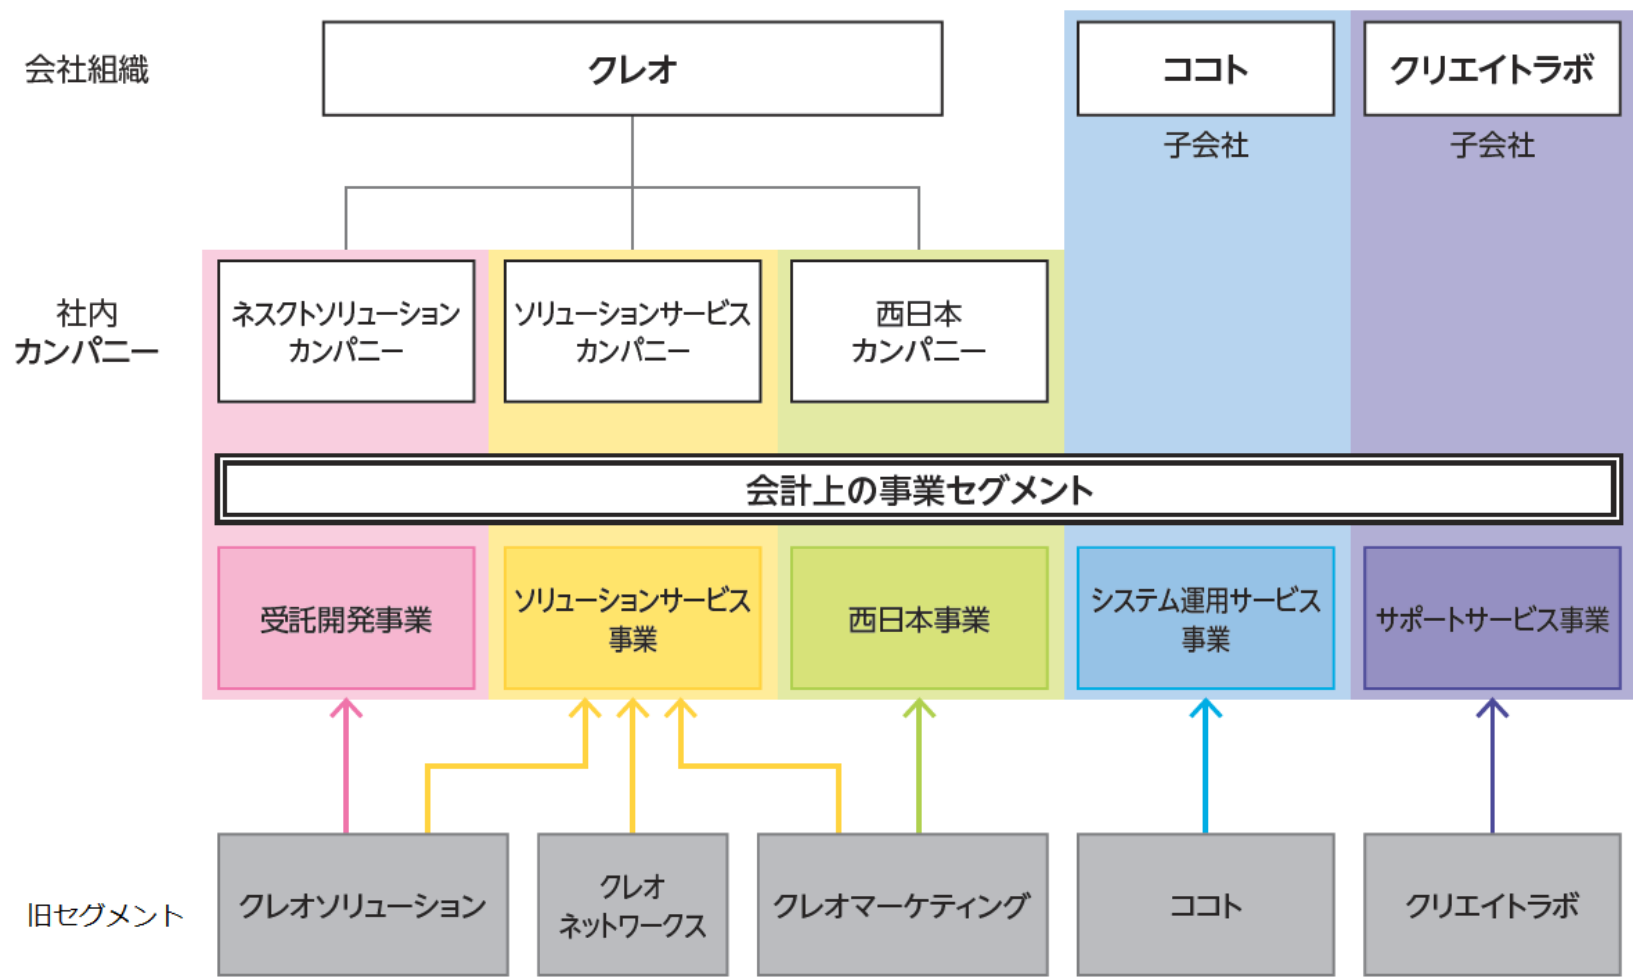 会社組織
クレオ
ココト
クリエイトラボ
子会社
子会社
社内
カンパニー
ネスクトソリューション
カンパニー
ソリューションサービス
カンパニー
西日本
カンパニー
会計上の事業セグメント
受託開発事業
ソリューションサービス
事業
西日本事業
システム運用サービス
事業
サポートサービス事業
旧セグメント
クレオソリューション
クレオ
ネットワークス
クレオマーケティング
ココト
クリエイトラボ